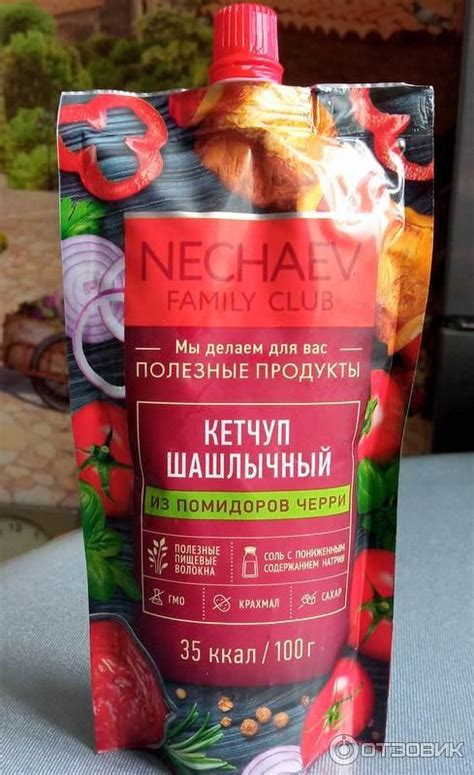 NECHAEV
FAMILY CLUB
Мы делаем для вас
ПОЛЕЗНЫЕ ПРОДУКТЫ
КЕТЧУП
ШАШЛЫЧНЫЙ
ИЗ ПОМИДОРОВ ЧЕРРИ
ПОЛЕЗНЫЕ
ПИЩЕВЫЕ
ВОЛОКНА
СОЛЬ С ПОНИЖЕННЫМ
СОДЕРЖАНИЕМ НАТРИЯ
ГМО
КРАХМАЛ
САХАР
35 ккал/100г
ОТЗОВИК